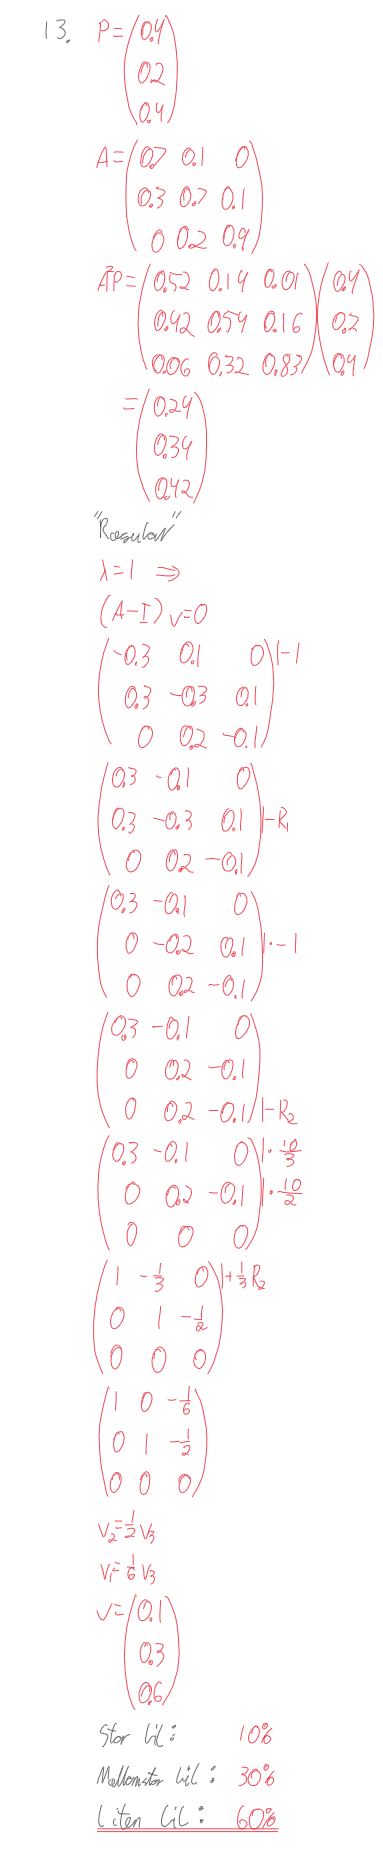 13. P = (0.4
0.2
0.4)
A = (0.7 0.1 0
0.3 0.7 0.1
0 0.2 0.9)
A²P = (0.52 0.14 0.01) (0.4
0.42 0.54 0.16 0.2
0.06 0.32 0.83) 0.4)
= (0.24
0.34
0.42)
"Regular"
λ=1 ⇒
(A-I)v=0
(-0.3 0.1 0) |·-1
0.3 -0.3 0.1
0 0.2 -0.1)
(0.3 -0.1 0
0.3 -0.3 0.1) |-R₁
0 0.2 -0.1)
(0.3 -0.1 0
0 -0.2 0.1) |·-1
0 0.2 -0.1)
(0.3 -0.1 0
0 0.2 -0.1
0 0.2 -0.1) |-R₂
(0.3 -0.1 0) |·10/3
0 0.2 -0.1 |·10/2
0 0 0)
(1 -1/3 0) |+1/3 R₂
0 1 -1/2
0 0 0)
(1 0 -1/6
0 1 -1/2
0 0 0)
v₂=1/2 v₃
v₁=1/6 v₃
v=(0.1
0.3
0.6)
Stor bil: 10%
Mellomstor bil: 30%
Liten bil: 60%